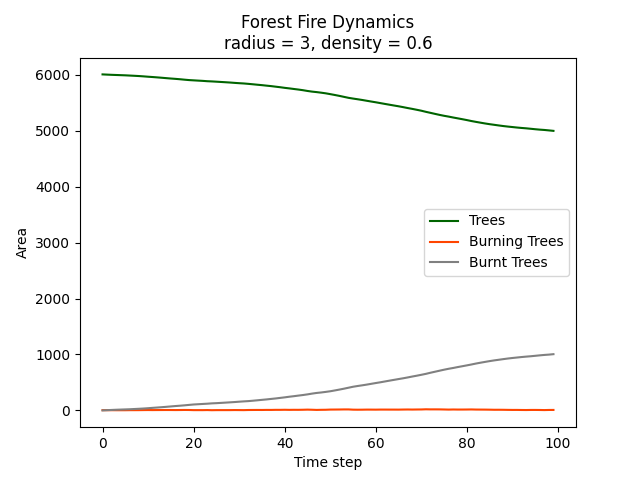 Forest Fire Dynamics
radius = 3, density = 0.6
6000
5000
4000
3000
2000
1000
0
Area
Trees
Burning Trees
Burnt Trees
0 20 40 60 80 100
Time step